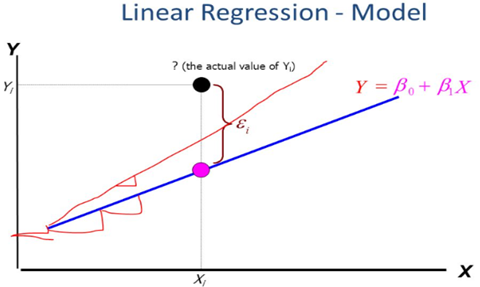 Linear Regression - Model
Y
? (the actual value of Yᵢ)
Yᵢ
Y = β₀ + β₁X
εᵢ
X
Xᵢ